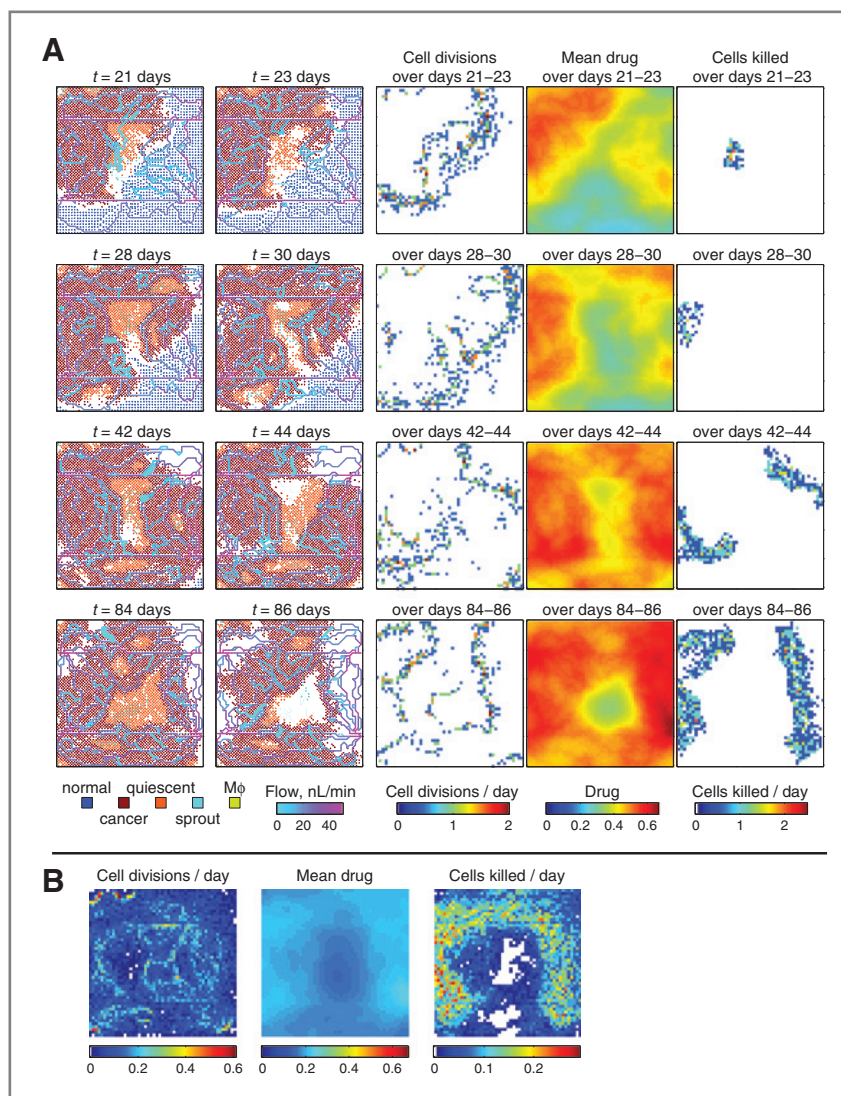 A
Cell divisions Mean drug Cells killed
t = 21 days t = 23 days over days 21–23 over days 21–23 over days 21–23
t = 28 days t = 30 days over days 28–30 over days 28–30 over days 28–30
t = 42 days t = 44 days over days 42–44 over days 42–44 over days 42–44
t = 84 days t = 86 days over days 84–86 over days 84–86 over days 84–86
normal quiescent Mϕ Flow, nL/min Cell divisions / day Drug Cells killed / day
cancer sprout 0 20 40 0 1 2 0 0.2 0.4 0.6 0 1 2
B
Cell divisions / day Mean drug Cells killed / day
0 0.2 0.4 0.6 0 0.2 0.4 0.6 0 0.1 0.2